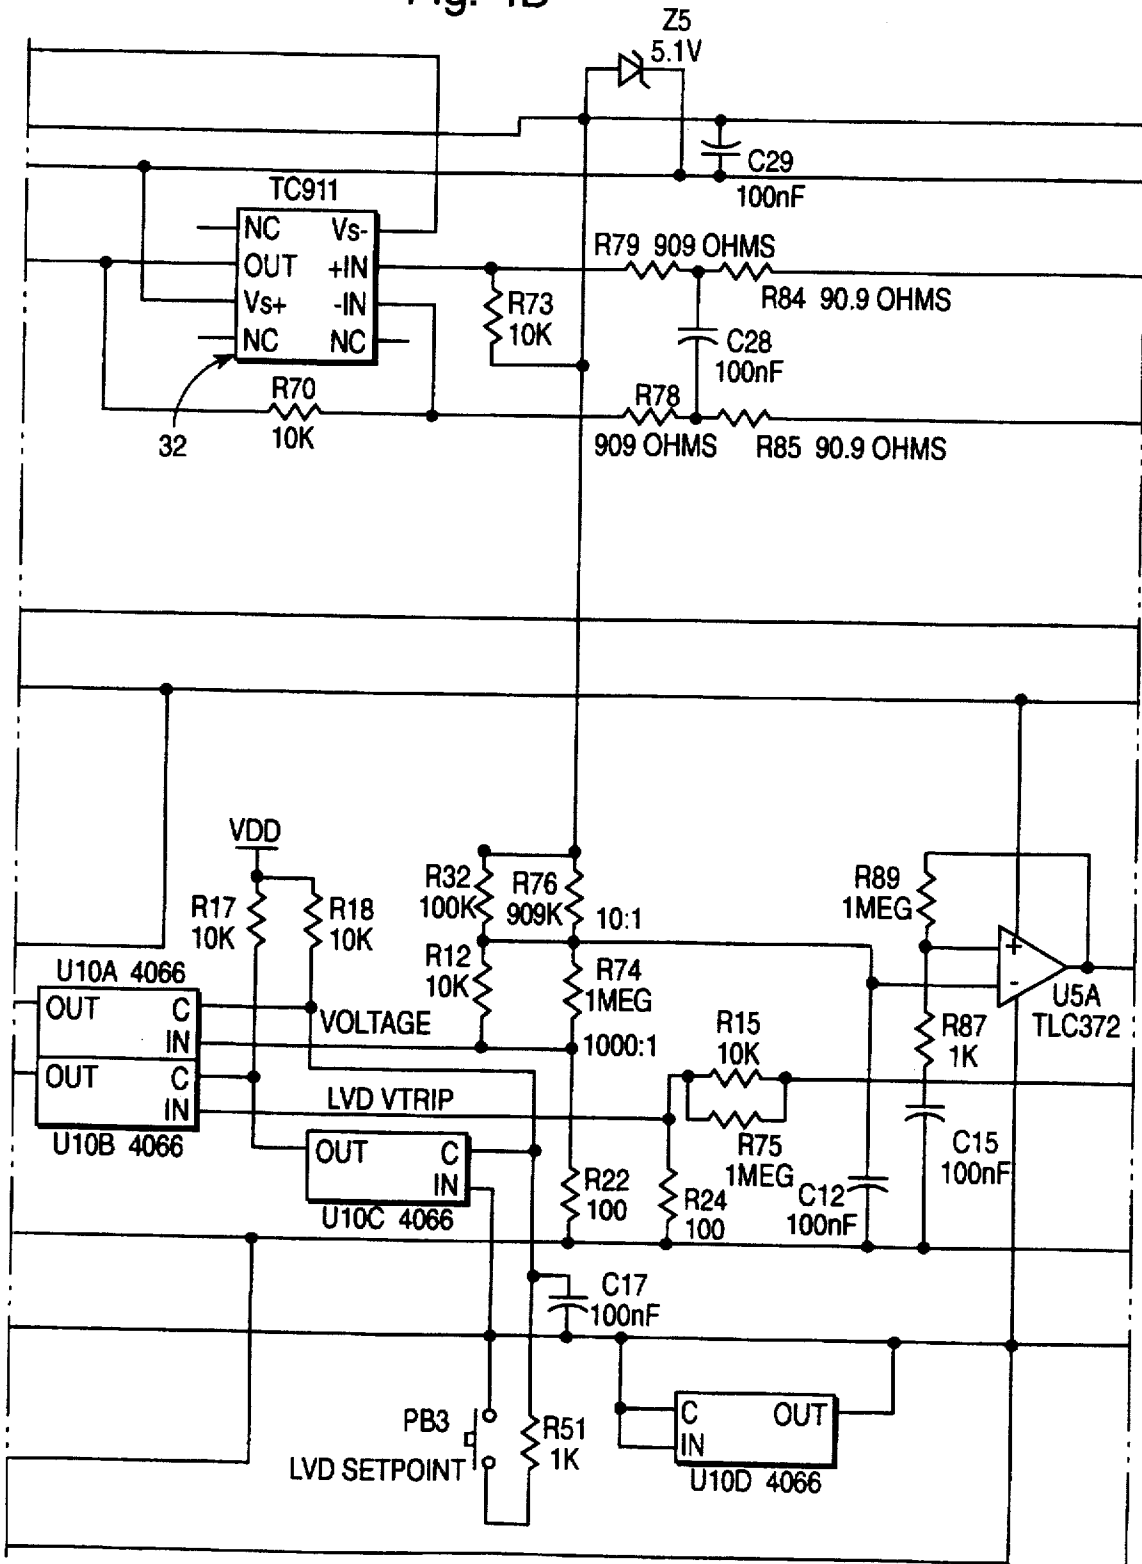 Z5
5.1V
C29
100nF
TC911
NC Vs-
OUT +IN
Vs+ -IN
NC NC
32
R70
10K
R73
10K
R79 909 OHMS
R84 90.9 OHMS
C28
100nF
R78
909 OHMS
R85 90.9 OHMS
VDD
R17
10K
R18
10K
R32
100K
R76
909K
10:1
R12
10K
R74
1MEG
1000:1
R89
1MEG
+
-
U5A
TLC372
R87
1K
U10A 4066
OUT C
IN
VOLTAGE
OUT C
IN
U10B 4066
LVD VTRIP
OUT C
IN
U10C 4066
R15
10K
R75
1MEG
R22
100
R24
100
C12
100nF
C15
100nF
C17
100nF
PB3
LVD SETPOINT
R51
1K
C OUT
IN
U10D 4066